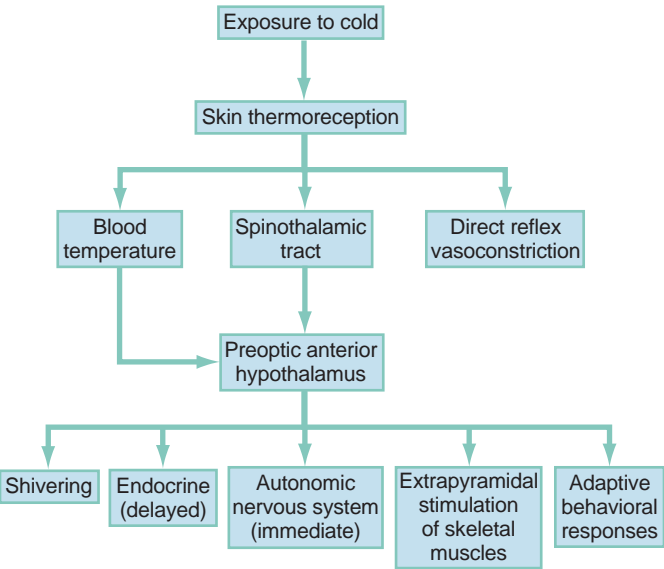 Exposure to cold
Skin thermoreception
Blood
temperature
Spinothalamic
tract
Direct reflex
vasoconstriction
Preoptic anterior
hypothalamus
Shivering
Endocrine
(delayed)
Autonomic
nervous system
(immediate)
Extrapyramidal
stimulation
of skeletal
muscles
Adaptive
behavioral
responses